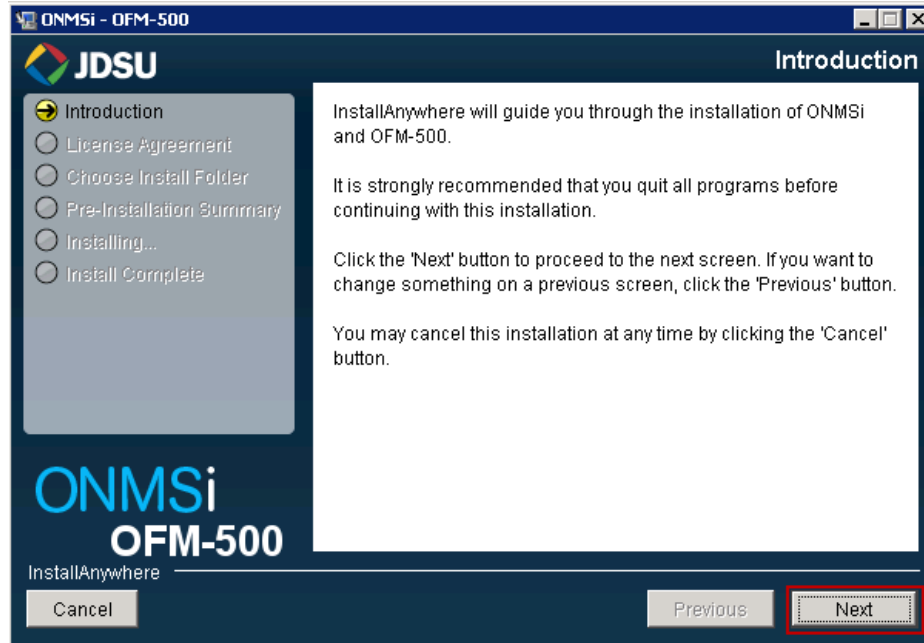 ONMSi - OFM-500
JDSU
Introduction
Introduction
License Agreement
Choose Install Folder
Pre-Installation Summary
Installing...
Install Complete
InstallAnywhere will guide you through the installation of ONMSi
and OFM-500.
It is strongly recommended that you quit all programs before
continuing with this installation.
Click the 'Next' button to proceed to the next screen. If you want to
change something on a previous screen, click the 'Previous' button.
You may cancel this installation at any time by clicking the 'Cancel'
button.
ONMSi
OFM-500
InstallAnywhere
Cancel
Previous
Next